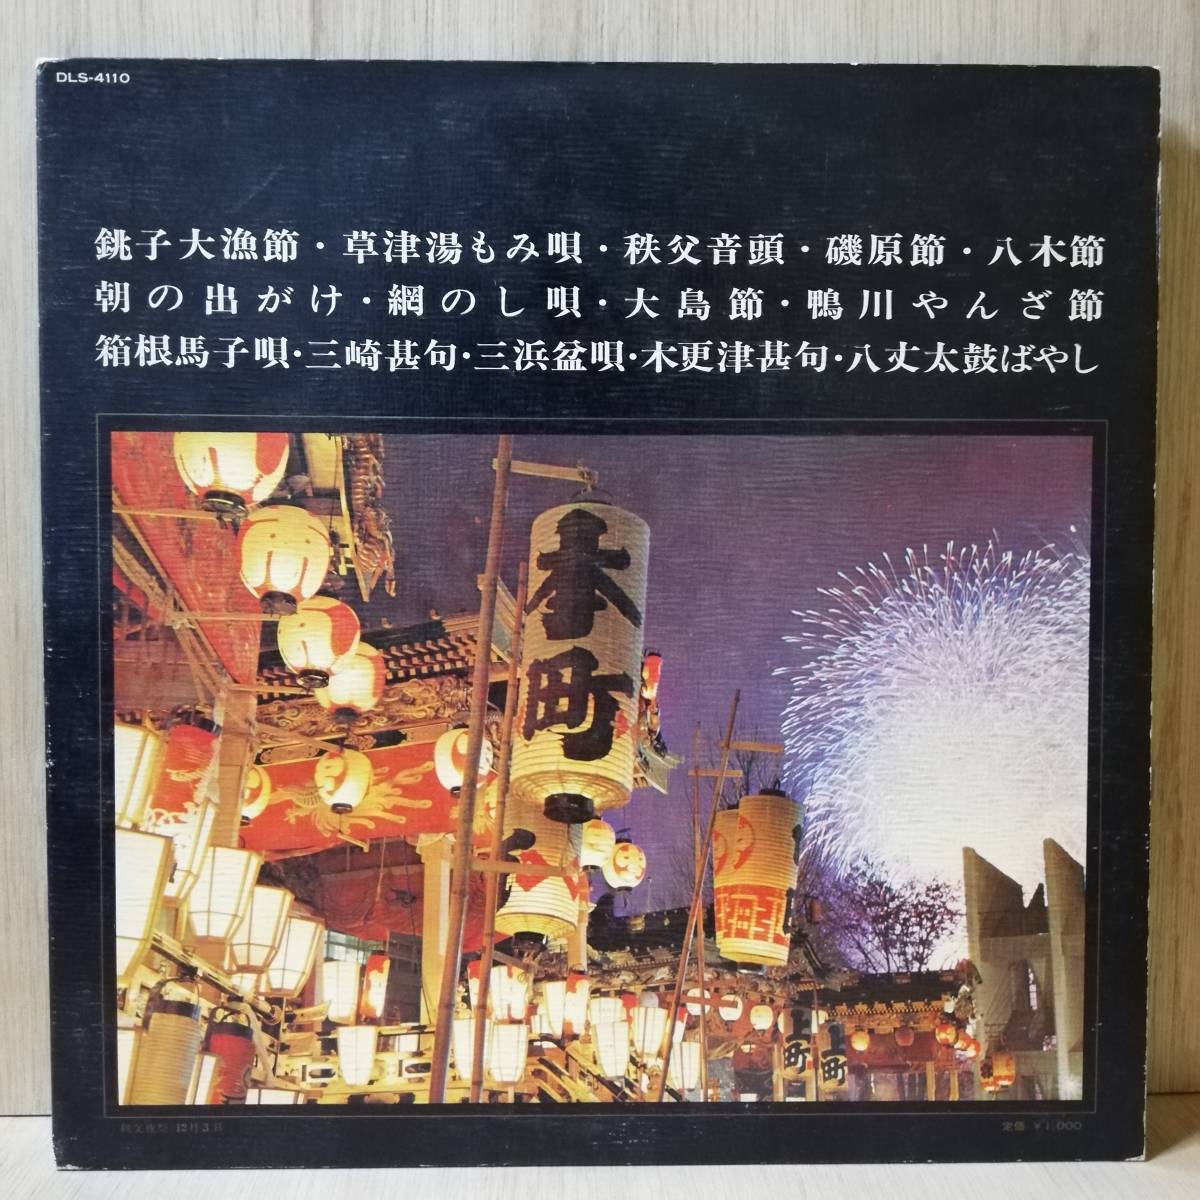 DLS-4110
銚子大漁節・草津湯もみ唄・秩父音頭・磯原節・八木節
朝の出がけ・網のし唄・大島節・鴨川やんざ節
箱根馬子唄・三崎甚句・三浜盆唄・木更津甚句・八丈太鼓ばやし
本町
上町
上町
秩父夜祭 12月3日
定価 ￥1,000